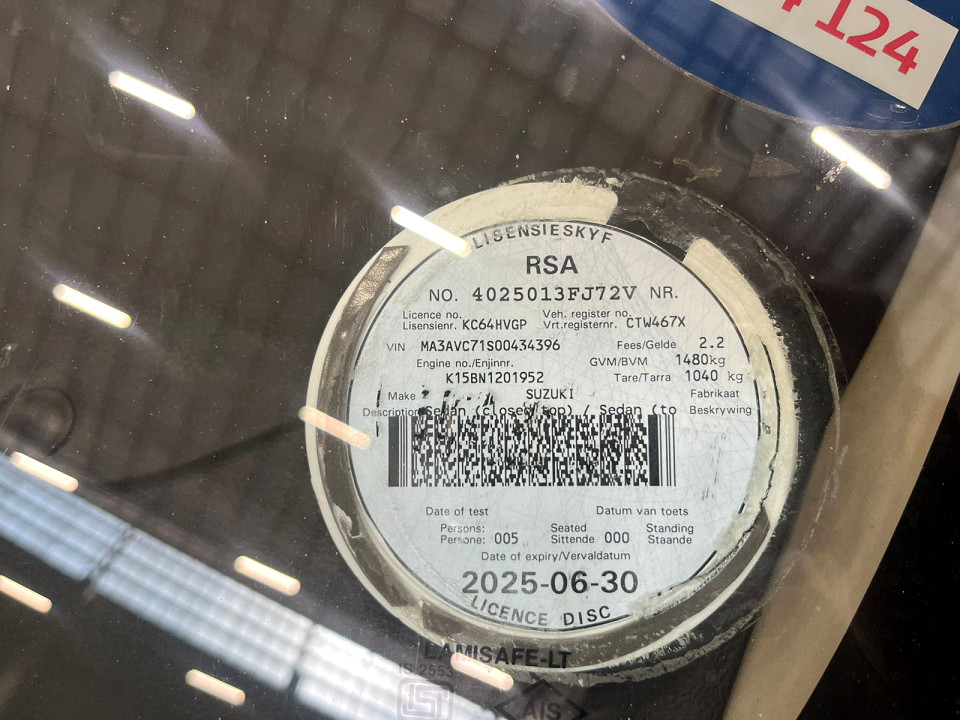 124
LISENSIESKYF
RSA
NO. 4025013FJ72V NR.
Licence no. Veh. register no.
Lisensienr. KC64HVGP Vrt.registernr. CTW467X
VIN MA3AVC71S00434396 Fees/Gelde 2.2
Engine no./Enjinnr. GVM/BVM 1480kg
K15BN1201952 Tare/Tarra 1040 kg
Make SUZUKI Fabrikaat
Description Sedan (closed top) / Sedan (to Beskrywing
Date of test Datum van toets
Persons: Seated Standing
Persone: 005 Sittende 000 Staande
Date of expiry/Vervaldatum
2025-06-30
LICENCE DISC
LAMISAFE-LT
IS 2553
AIS